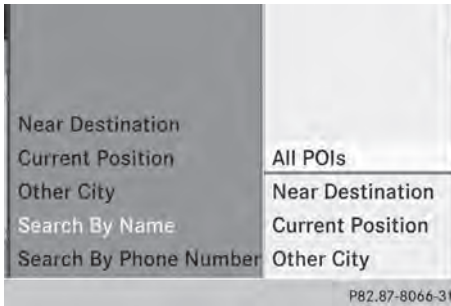 Near Destination
Current Position
Other City
Search By Name
Search By Phone Number
All POIs
Near Destination
Current Position
Other City
P82.87-8066-31